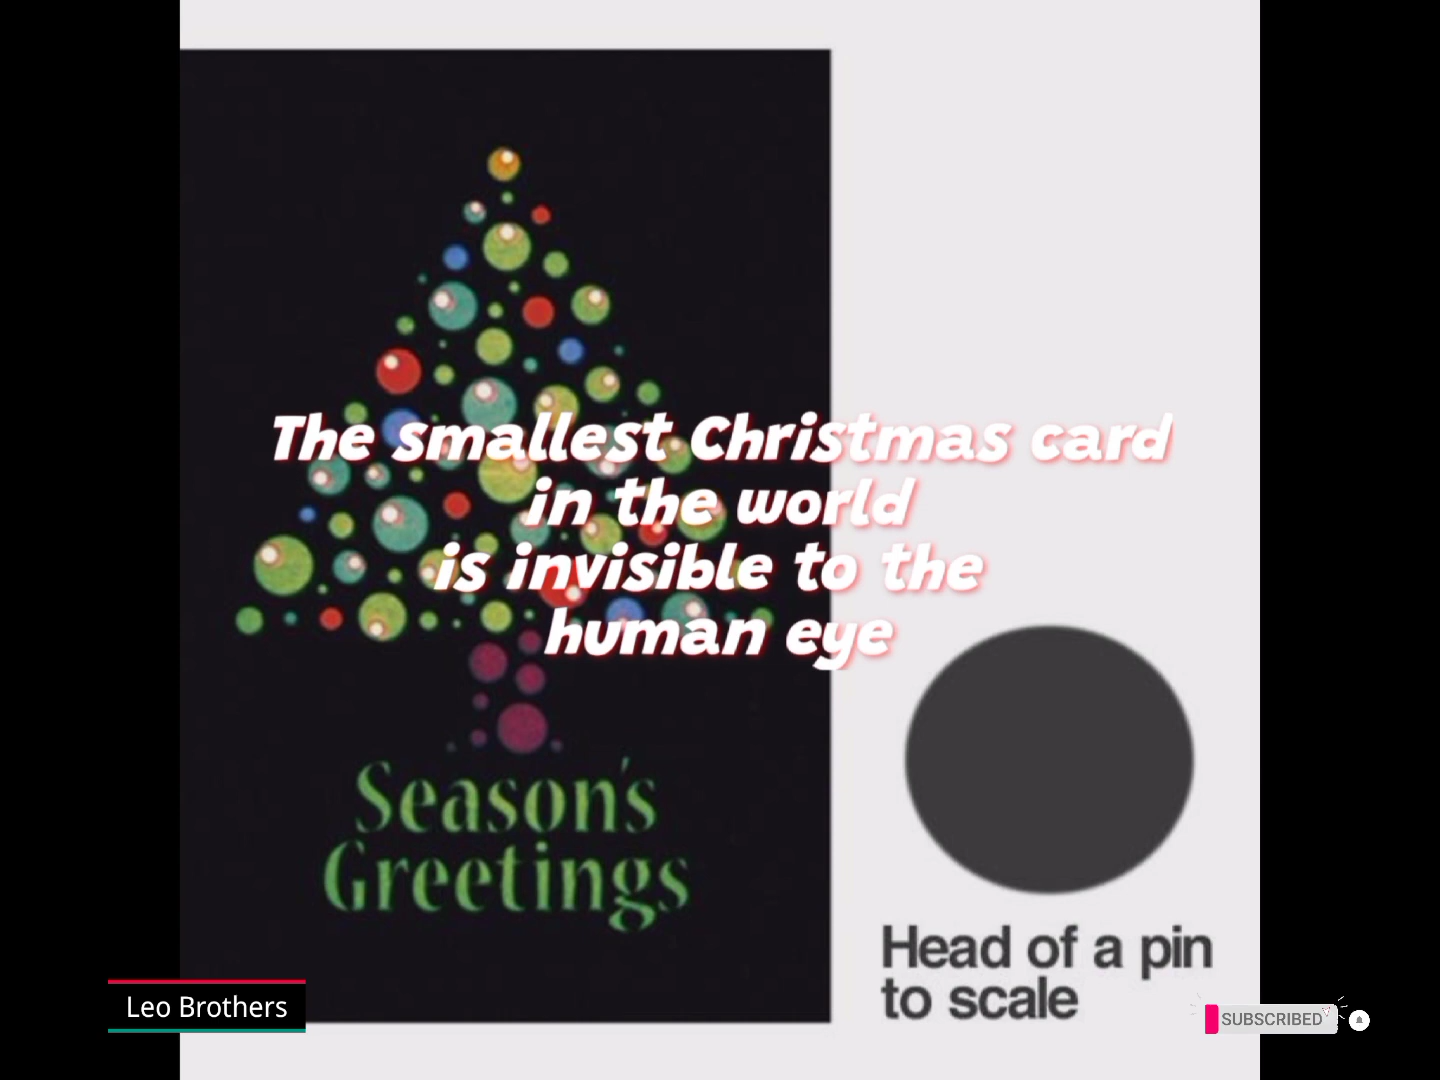 The smallest Christmas card
in the world
is invisible to the
human eye
Season's
Greetings
Head of a pin
to scale
Leo Brothers
SUBSCRIBED